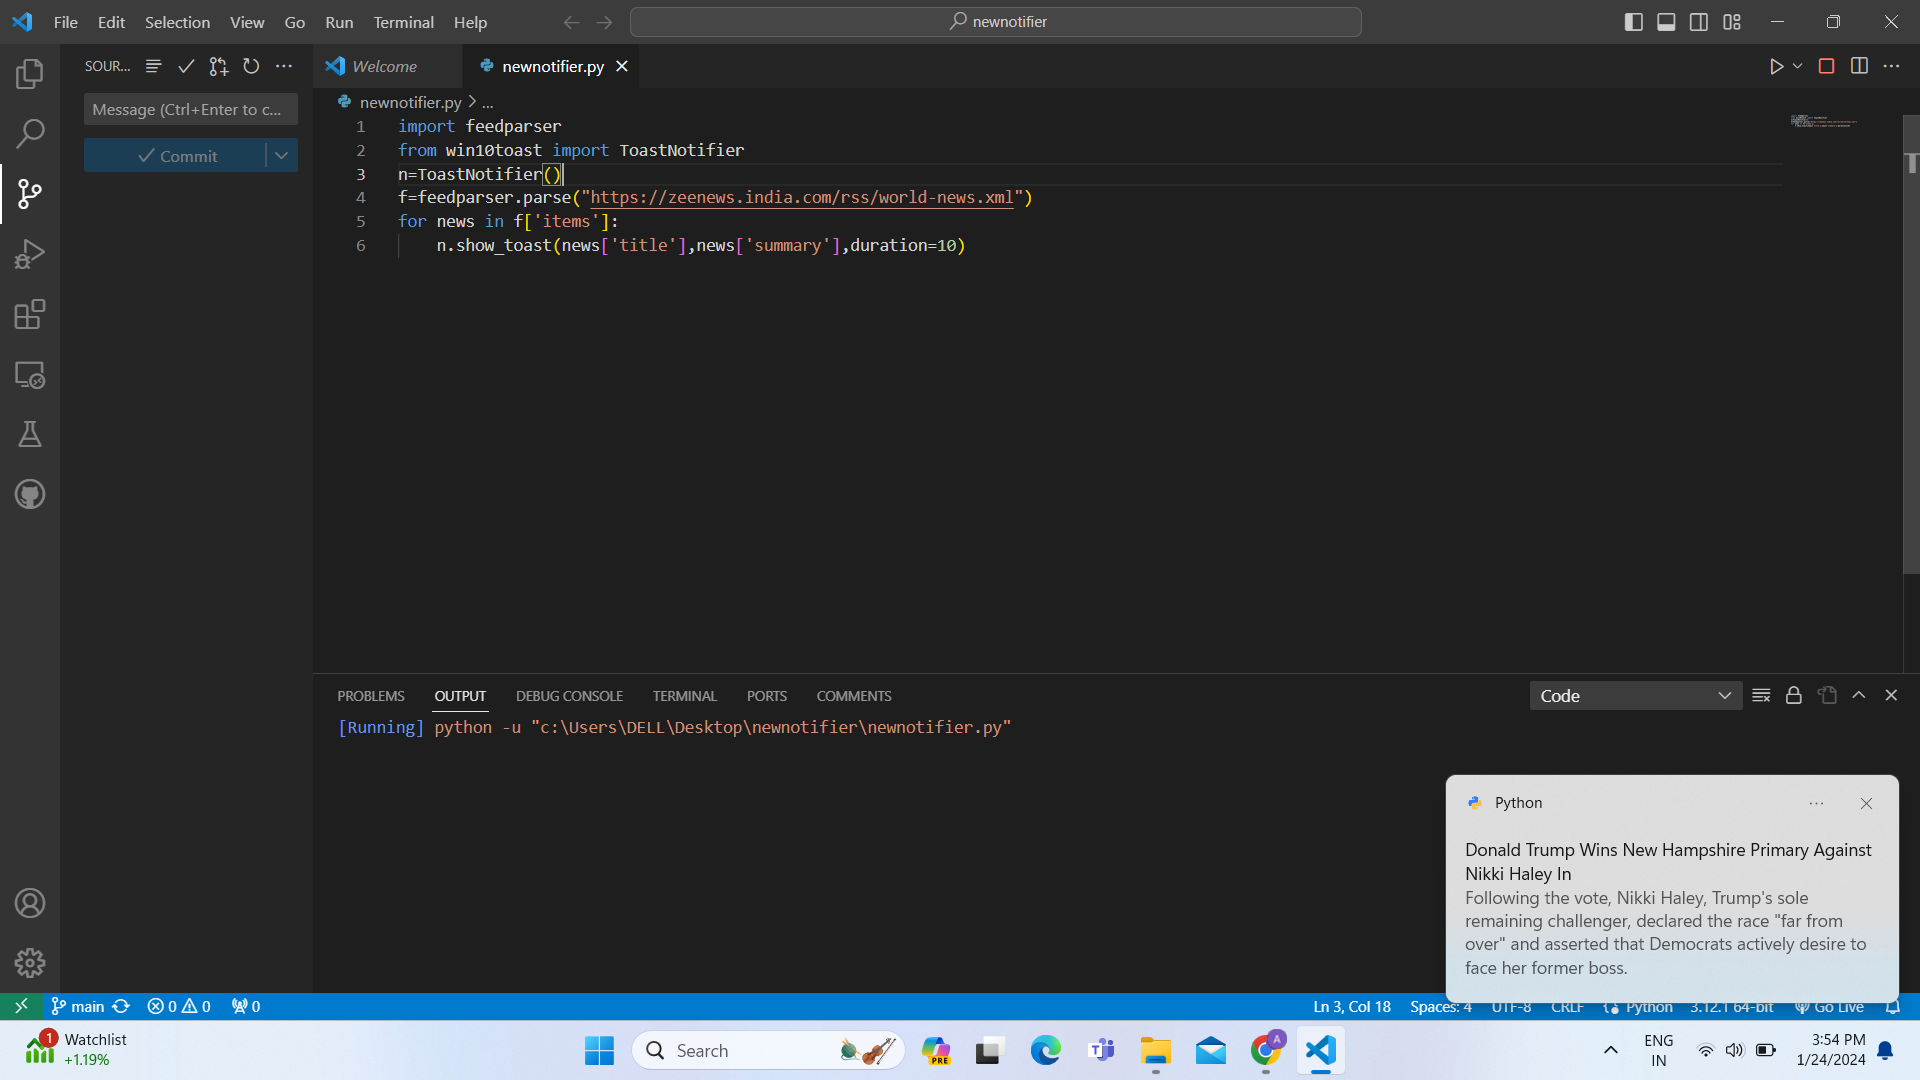 File Edit Selection View Go Run Terminal Help
newnotifier
SOUR...
Welcome
newnotifier.py
Message (Ctrl+Enter to c...
Commit
newnotifier.py > ...
1 import feedparser
2 from win10toast import ToastNotifier
3 n=ToastNotifier()
4 f=feedparser.parse("https://zeenews.india.com/rss/world-news.xml")
5 for news in f['items']:
6 n.show_toast(news['title'],news['summary'],duration=10)
PROBLEMS OUTPUT DEBUG CONSOLE TERMINAL PORTS COMMENTS
Code
[Running] python -u "c:\Users\DELL\Desktop\newnotifier\newnotifier.py"
Python
Donald Trump Wins New Hampshire Primary Against
Nikki Haley In
Following the vote, Nikki Haley, Trump's sole
remaining challenger, declared the race "far from
over" and asserted that Democrats actively desire to
face her former boss.
main 0 0 0
Ln 3, Col 18 Spaces: 4 UTF-8 CRLF Python 3.12.1 64-bit Go Live
1
Watchlist
+1.19%
Search
PRE
A
ENG
IN
3:54 PM
1/24/2024